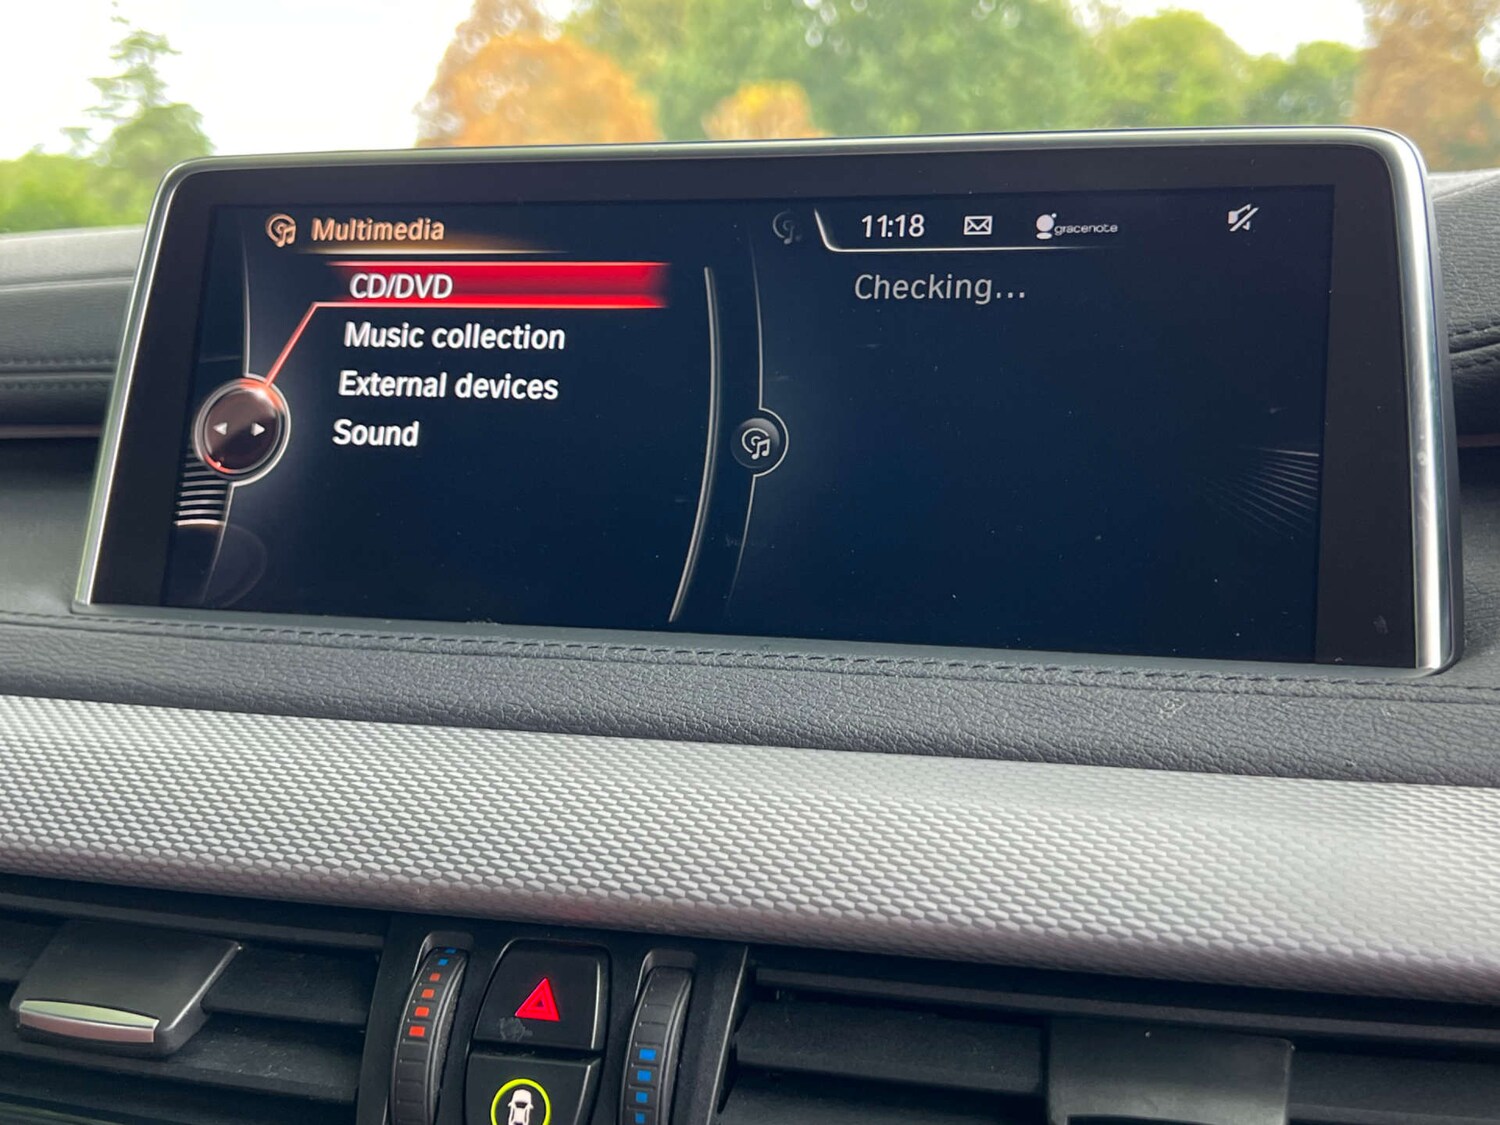 Multimedia
11:18
gracenote
CD/DVD
Music collection
External devices
Sound
Checking...